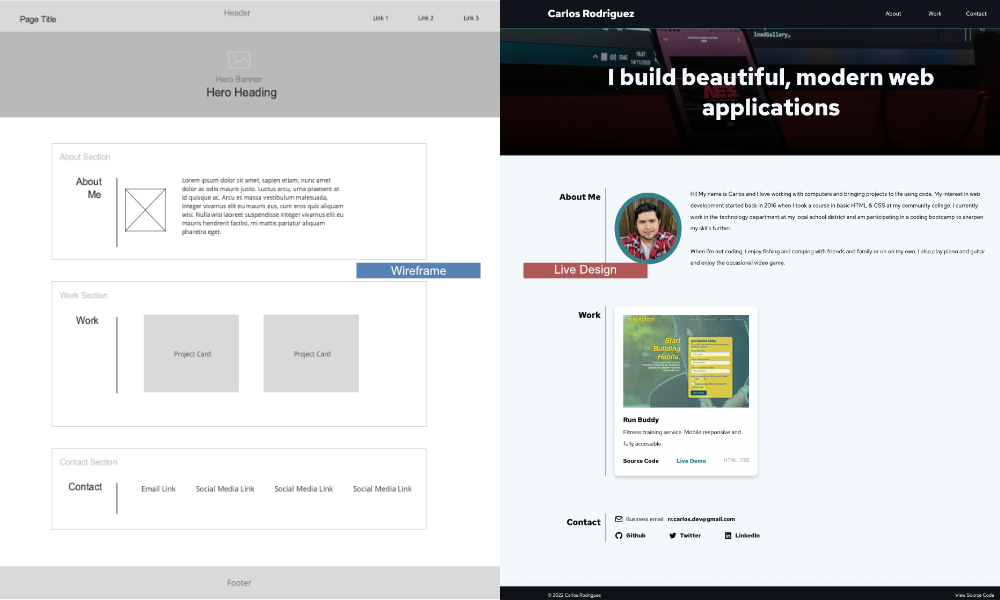 Header
Page Title
Link 1
Link 2
Link 3
Hero Banner
Hero Heading
About Section
About
Me
Lorem ipsum dolor sit amet, sapien etiam, nunc amet
dolor ac odio mauris justo. Luctus arcu, urna praesent at
id quisque ac. Arcu es massa vestibulum malesuada,
integer vivamus elit eu mauris eus, cum eros quis aliquam
wisi. Nulla wisi laoreet suspendisse integer vivamus elit eu
mauris hendrerit facilisi, mi mattis pariatur aliquam
pharetra eget.
Wireframe
Work Section
Work
Project Card
Project Card
Contact Section
Contact
Email Link
Social Media Link
Social Media Link
Social Media Link
Footer
Carlos Rodriguez
About
Work
Contact
loadGallery,
ENG
14/11/2020
I build beautiful, modern web
applications
About Me
Hi! My name is Carlos and I love working with computers and bringing projects to life using code. My interest in web
development started back in 2016 when I took a course in basic HTML & CSS at my community college. I currently
work in the technology department at my local school district and am participating in a coding bootcamp to sharpen
my skills further.
When I'm not coding, I enjoy fishing and camping with friends and family or on on my own. I also play piano and guitar
and enjoy the occasional video game.
Live Design
Work
RUN BUDDY
Start
Building
Habits.
Run Buddy
Fitness training service. Mobile responsive and
fully accessible.
Source Code
Live Demo
HTML CSS
Contact
Business email: rr.carlos.dev@gmail.com
Github
Twitter
LinkedIn
© 2022 Carlos Rodriguez
View Source Code